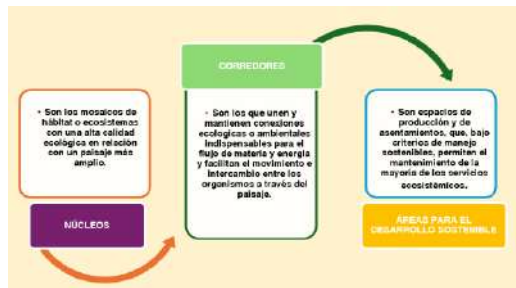 • Son los mosaicos de
hábitat o ecosistemas
con una alta calidad
ecológica en relación
con un paisaje más
amplio.
NÚCLEOS
CORREDORES
• Son los que unen y
mantienen conexiones
ecologicas o ambientales
indispensables para el
flujo de materia y energia
y facilitan el movimiento e
intercambio entre los
organismos a través del
paisaje.
• Son espacios de
producción y de
asentamientos, que, bajo
criterios de manejo
sostenibles, permiten el
mantenimiento de la
mayoria de los servicios
ecosistémicos.
ÁREAS PARA EL
DESARROLLO SOSTENIBLE